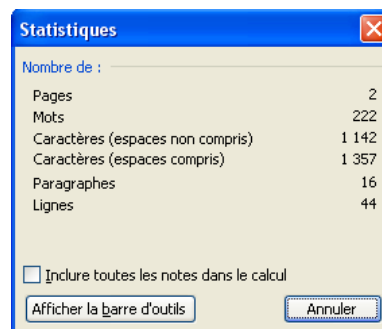 Statistiques
Nombre de :
Pages 2
Mots 222
Caractères (espaces non compris) 1 142
Caractères (espaces compris) 1 357
Paragraphes 16
Lignes 44
Inclure toutes les notes dans le calcul
Afficher la barre d'outils Annuler